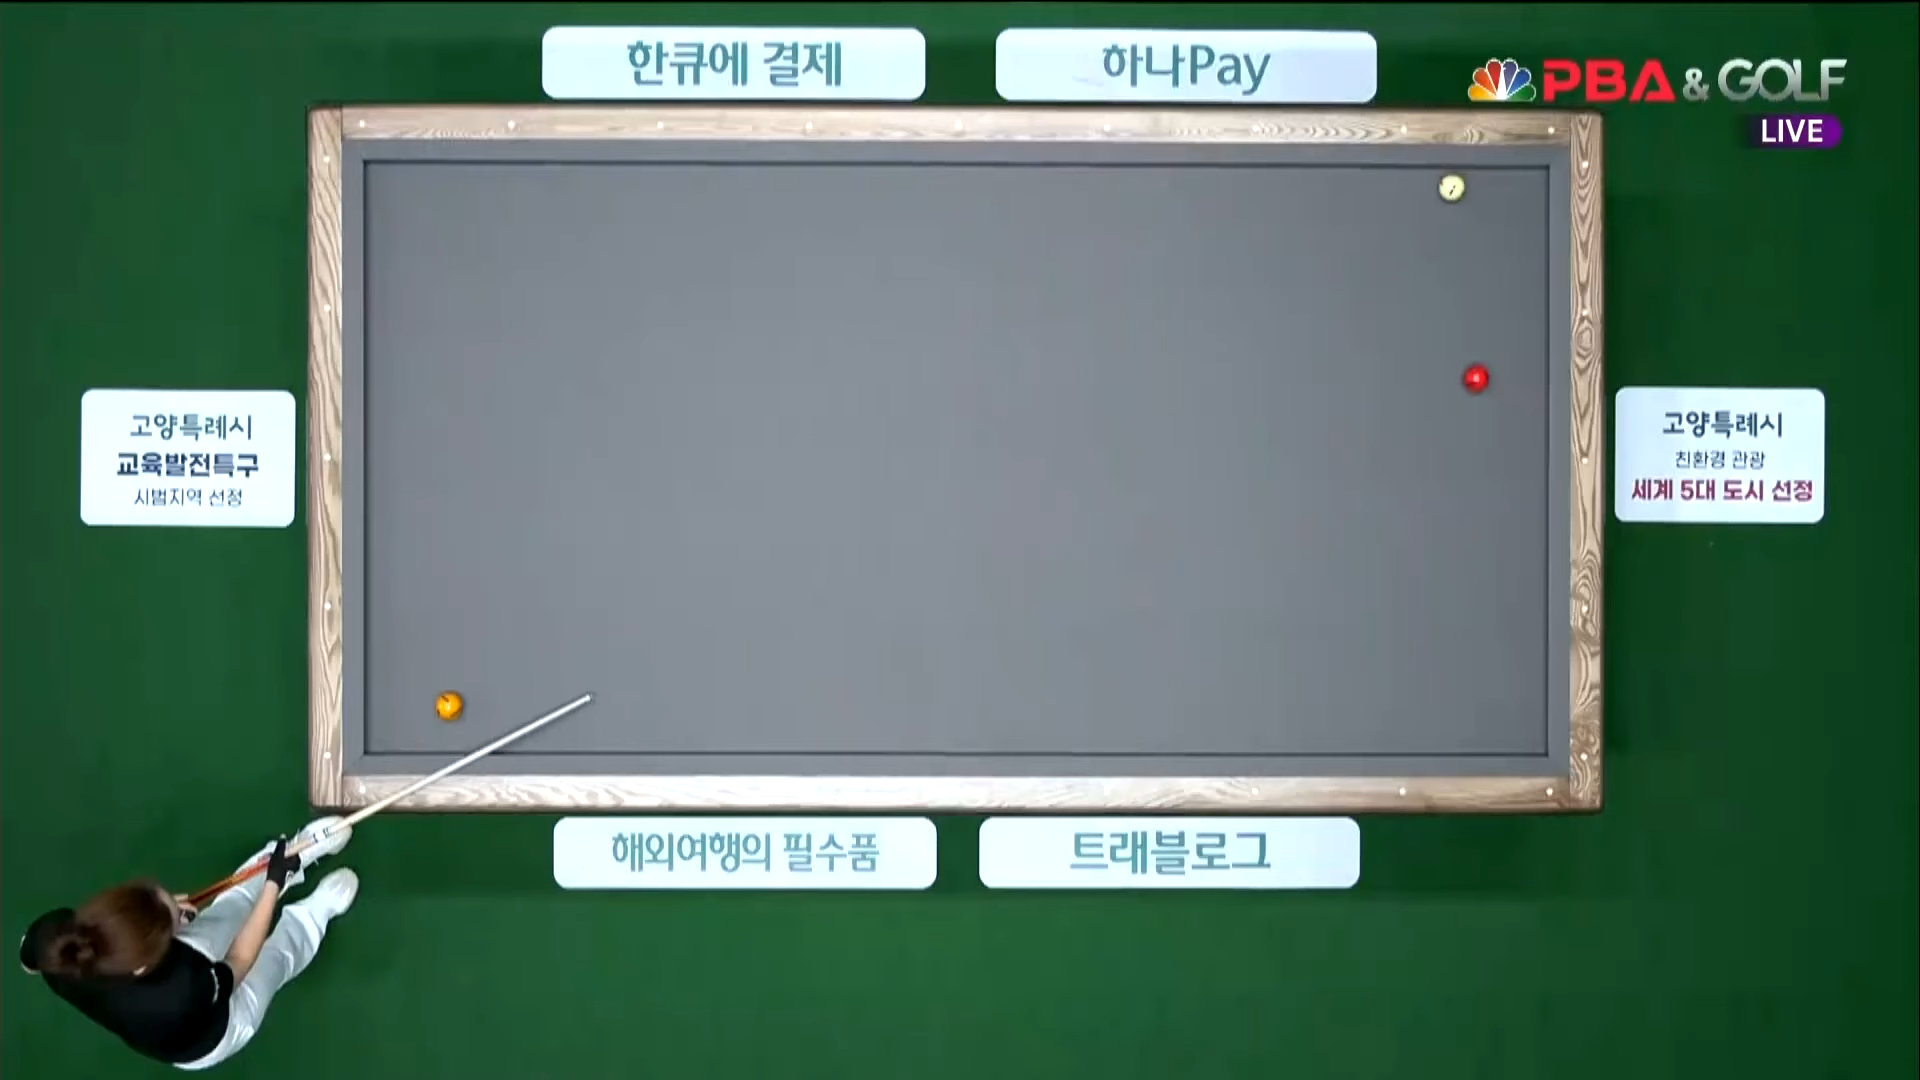 한큐에 결제
하나Pay
PBA & GOLF
LIVE
고양특례시
교육발전특구
시범지역 선정
고양특례시
친환경 관광
세계 5대 도시 선정
해외여행의 필수품
트래블로그